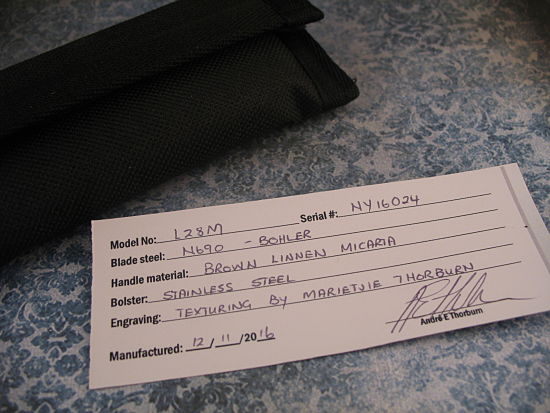 Model No: L28M Serial #: NY16024
Blade steel: N690 - BOHLER
Handle material: BROWN LINNEN MICARIA
Bolster: STAINLESS STEEL
Engraving: TEXTURING BY MARIETJIE THORBURN
André E Thorburn
Manufactured: 12/11/2016